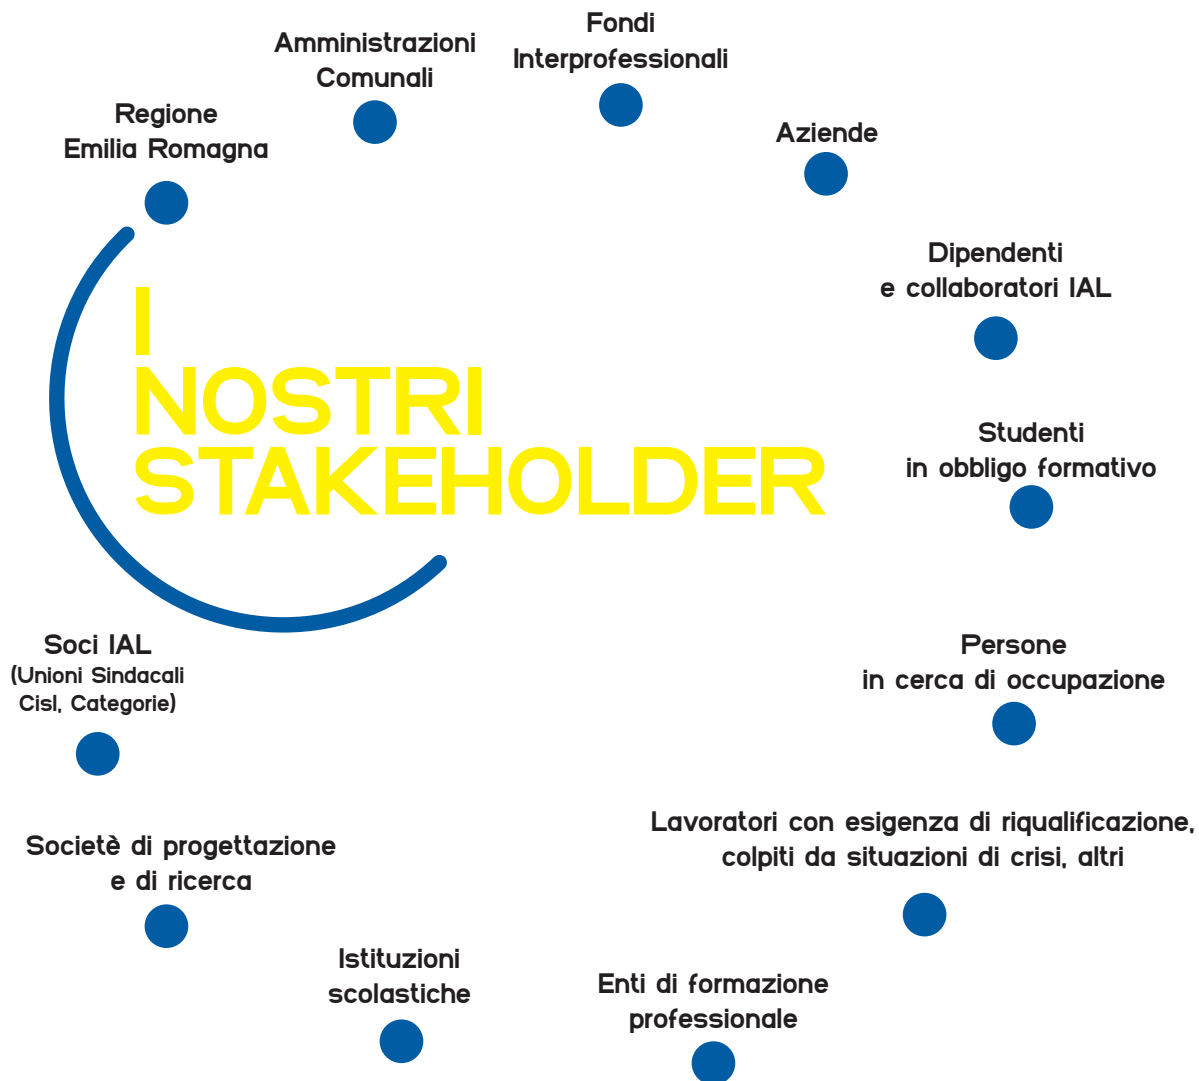 Fondi
Interprofessionali
Amministrazioni
Comunali
Regione
Emilia Romagna
Aziende
Dipendenti
e collaboratori IAL
I
NOSTRI
STAKEHOLDER
Studenti
in obbligo formativo
Soci IAL
(Unioni Sindacali
Cisl, Categorie)
Persone
in cerca di occupazione
Lavoratori con esigenza di riqualificazione,
colpiti da situazioni di crisi, altri
Societè di progettazione
e di ricerca
Istituzioni
scolastiche
Enti di formazione
professionale